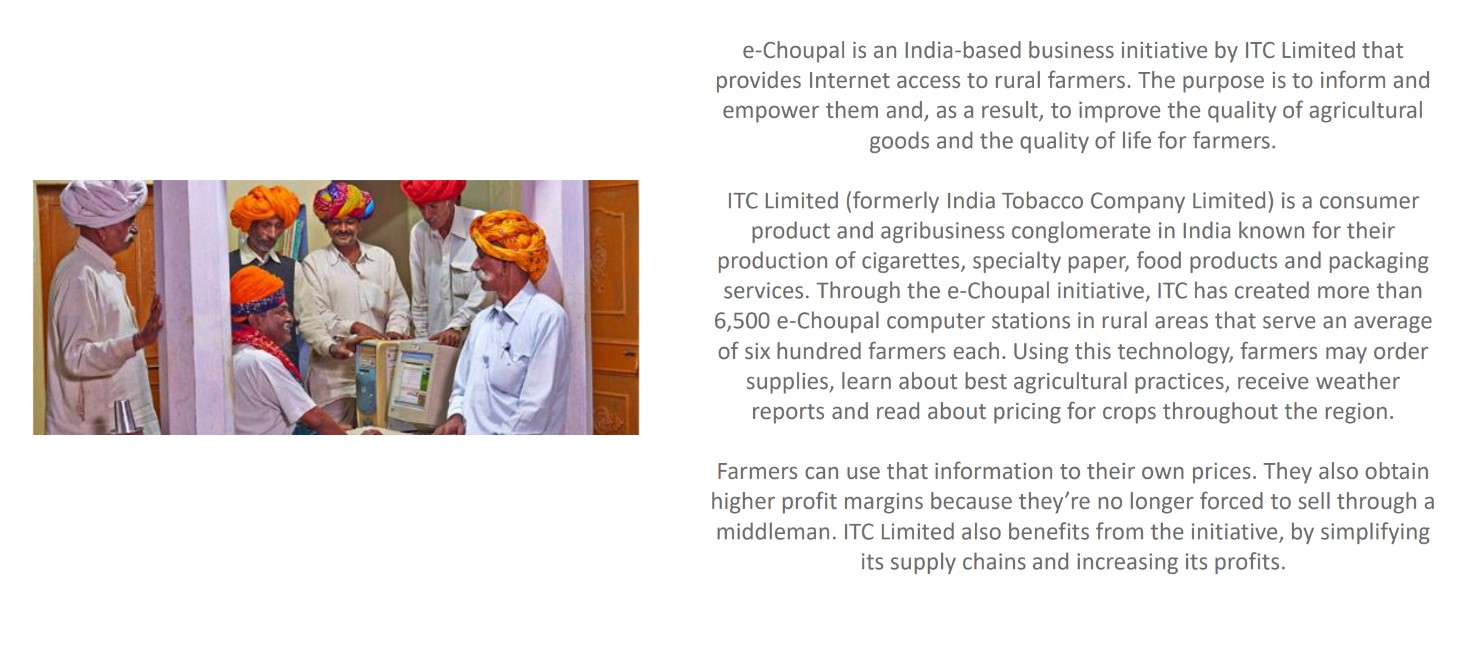 e-Choupal is an India-based business initiative by ITC Limited that
provides Internet access to rural farmers. The purpose is to inform and
empower them and, as a result, to improve the quality of agricultural
goods and the quality of life for farmers.
ITC Limited (formerly India Tobacco Company Limited) is a consumer
product and agribusiness conglomerate in India known for their
production of cigarettes, specialty paper, food products and packaging
services. Through the e-Choupal initiative, ITC has created more than
6,500 e-Choupal computer stations in rural areas that serve an average
of six hundred farmers each. Using this technology, farmers may order
supplies, learn about best agricultural practices, receive weather
reports and read about pricing for crops throughout the region.
Farmers can use that information to their own prices. They also obtain
higher profit margins because they’re no longer forced to sell through a
middleman. ITC Limited also benefits from the initiative, by simplifying
its supply chains and increasing its profits.